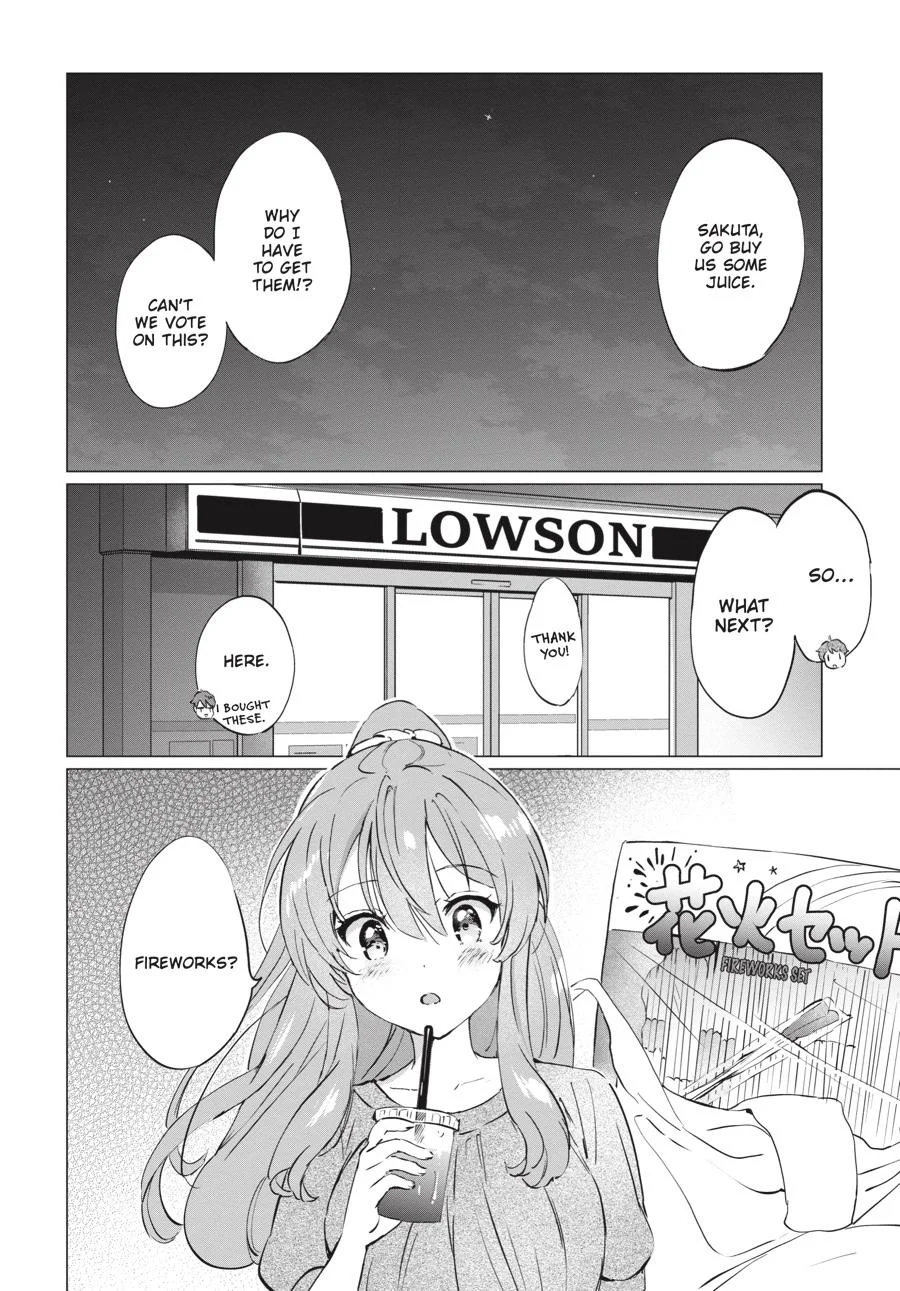 SAKUTA,
GO BUY
US SOME
JUICE.
WHY
DO I
HAVE
TO GET
THEM!?
CAN'T
WE VOTE
ON THIS?
LOWSON
SO...
WHAT
NEXT?
THANK
YOU!
HERE.
I BOUGHT
THESE.
花火セット
FIREWORKS SET
FIREWORKS?